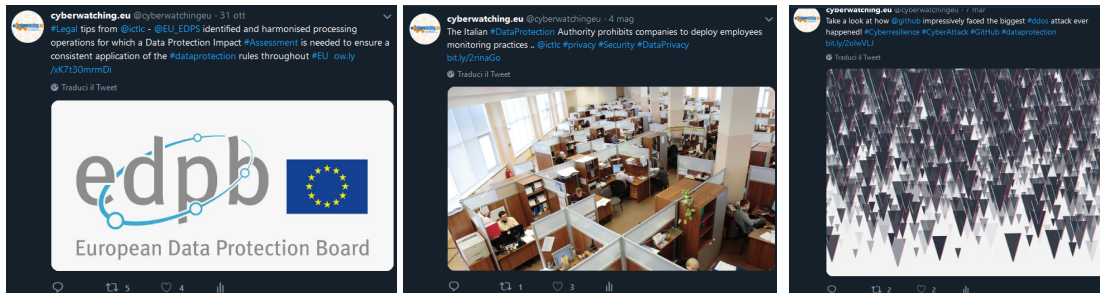 cyberwatching.eu @cyberwatchingeu · 31 ott
#Legal tips from @ictlc - @EU_EDPS identified and harmonised processing
operations for which a Data Protection Impact #Assessment is needed to ensure a
consistent application of the #dataprotection rules throughout #EU ow.ly
/xK7t30mrmDi
Traduci il Tweet
edpb
European Data Protection Board
5 4
cyberwatching.eu @cyberwatchingeu · 4 mag
The Italian #DataProtection Authority prohibits companies to deploy employees
monitoring practices .. @ictlc #privacy #Security #DataPrivacy
bit.ly/2rinaGo
Traduci il Tweet
1 3
cyberwatching.eu @cyberwatchingeu · 7 mar
Take a look at how @github impressively faced the biggest #ddos attack ever
happened! #Cyberresilience #CyberAttack #GitHub #dataprotection
bit.ly/2oIwVLJ
Traduci il Tweet
2 2